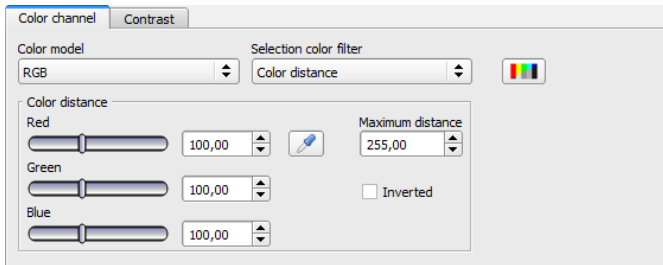 Color channel Contrast
Color model Selection color filter
RGB Color distance
Color distance
Red Maximum distance
100,00 255,00
Green
100,00 Inverted
Blue
100,00